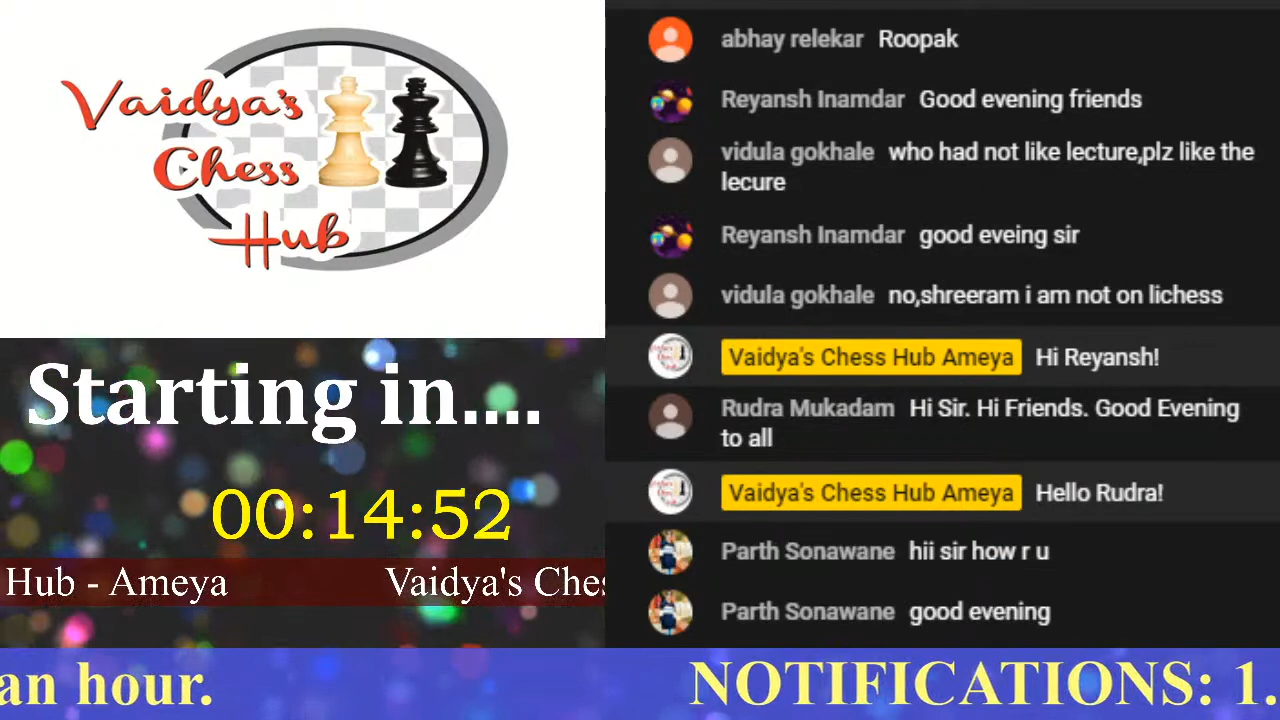 Vaidya's
Chess
Hub
Starting in....
00:14:52
Hub - Ameya Vaidya's Ches
an hour. NOTIFICATIONS: 1.
abhay relekar Roopak
Reyansh Inamdar Good evening friends
vidula gokhale who had not like lecture,plz like the
lecure
Reyansh Inamdar good eveing sir
vidula gokhale no,shreeram i am not on lichess
Vaidya's Chess Hub Ameya Hi Reyansh!
Rudra Mukadam Hi Sir. Hi Friends. Good Evening
to all
Vaidya's Chess Hub Ameya Hello Rudra!
Parth Sonawane hii sir how r u
Parth Sonawane good evening